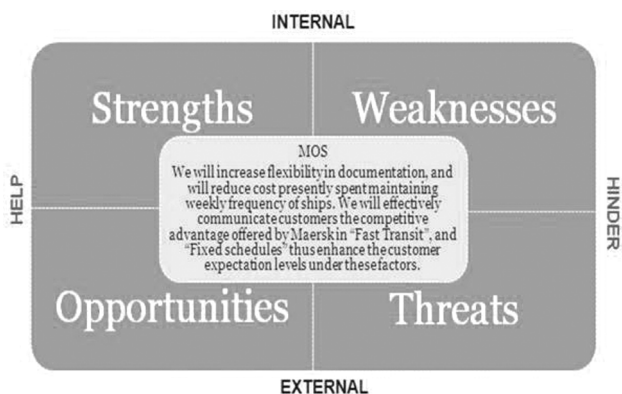 INTERNAL
Strengths
Weaknesses
HELP
HINDER
MOS
We will increase flexibility in documentation, and
will reduce cost presently spent maintaining
weekly frequency of ships. We will effectively
communicate customers the competitive
advantage offered by Maersk in “Fast Transit”, and
“Fixed schedules” thus enhance the customer
expectation levels under these factors.
Opportunities
Threats
EXTERNAL